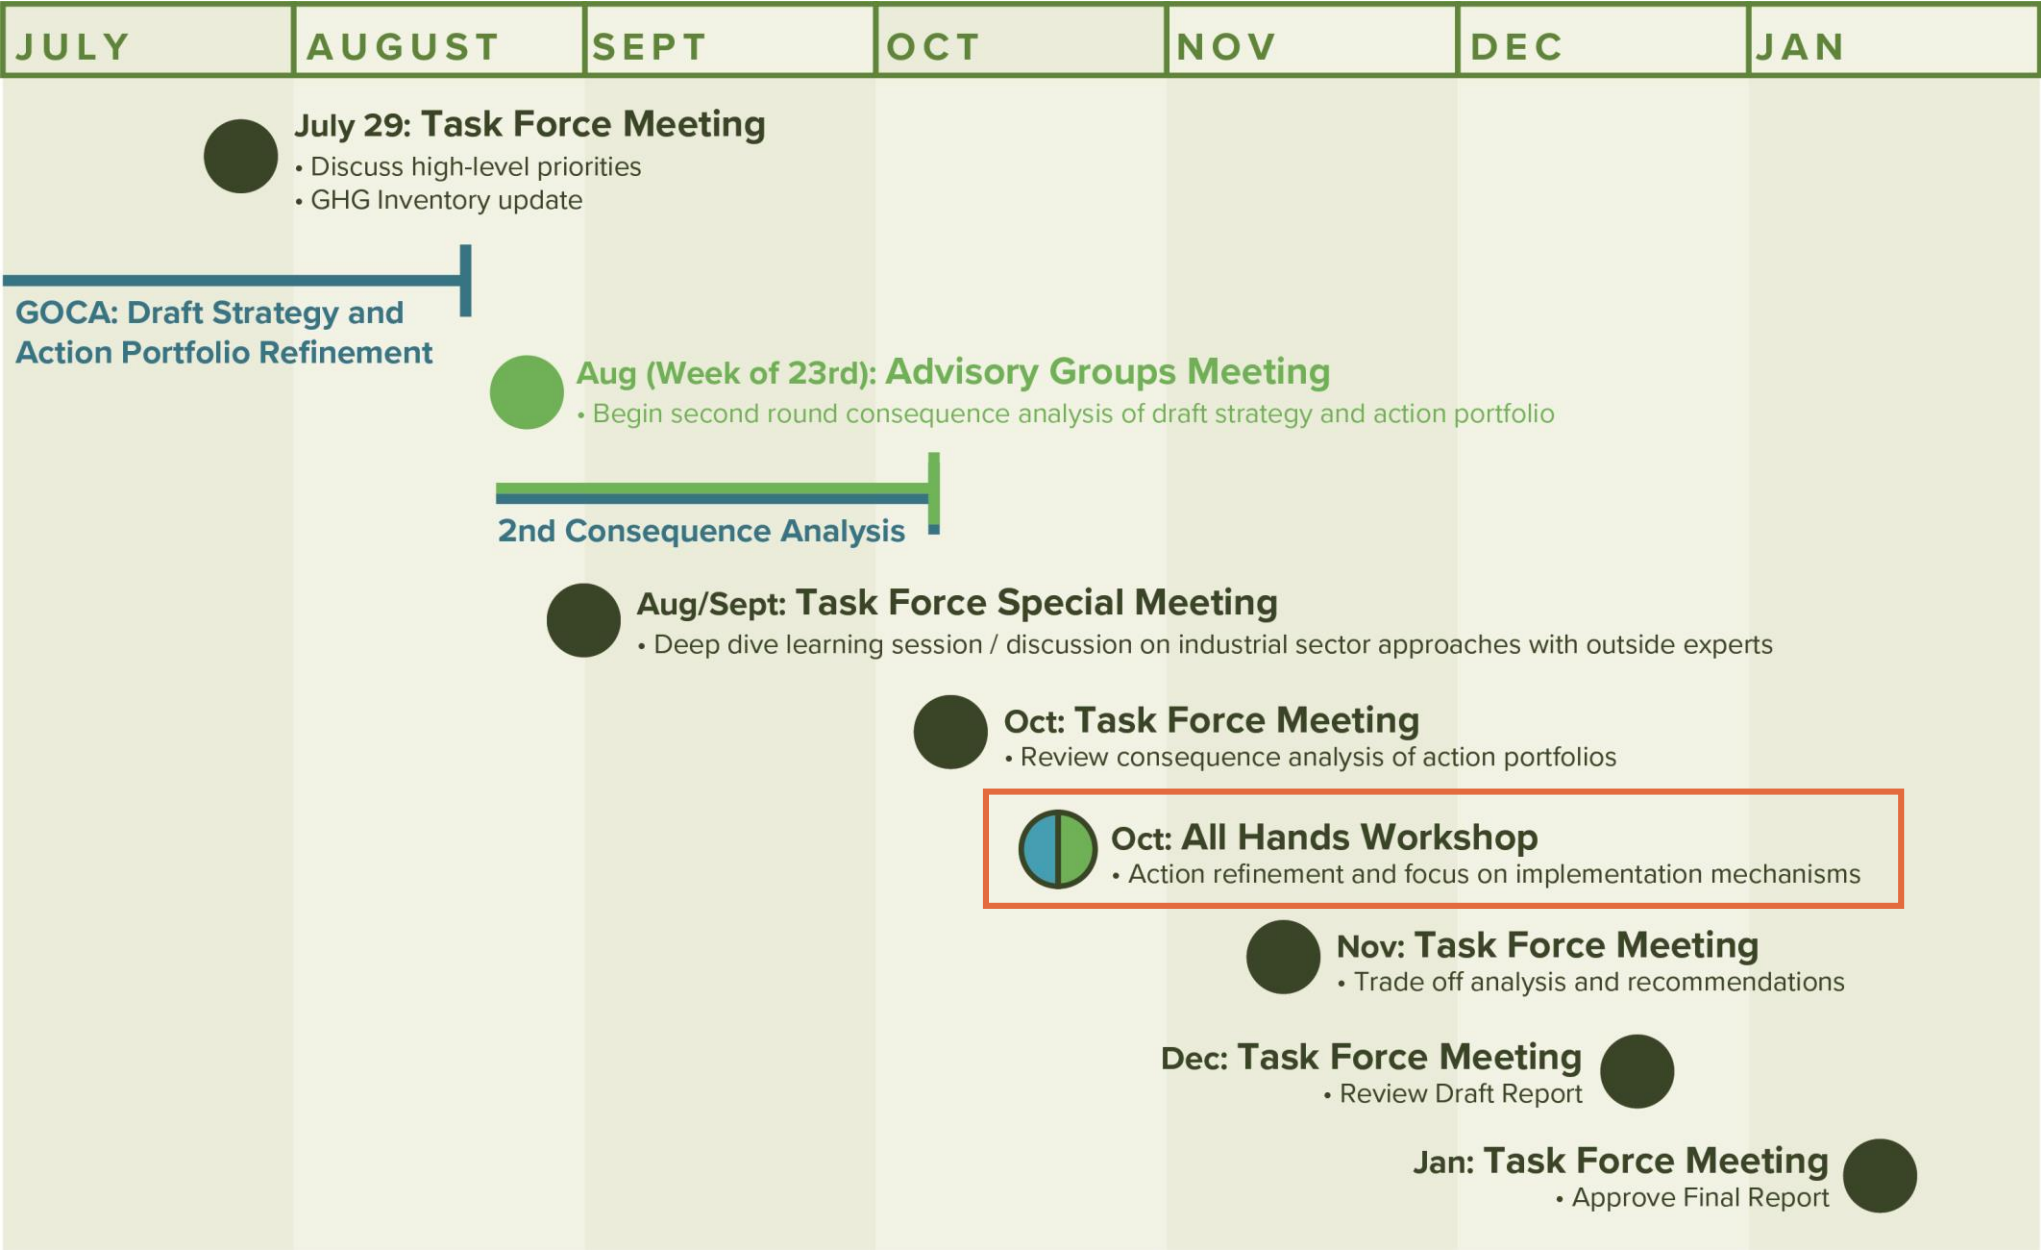 JULY AUGUST SEPT OCT NOV DEC JAN
July 29: Task Force Meeting
• Discuss high-level priorities
• GHG Inventory update
GOCA: Draft Strategy and
Action Portfolio Refinement
Aug (Week of 23rd): Advisory Groups Meeting
• Begin second round consequence analysis of draft strategy and action portfolio
2nd Consequence Analysis
Aug/Sept: Task Force Special Meeting
• Deep dive learning session / discussion on industrial sector approaches with outside experts
Oct: Task Force Meeting
• Review consequence analysis of action portfolios
Oct: All Hands Workshop
• Action refinement and focus on implementation mechanisms
Nov: Task Force Meeting
• Trade off analysis and recommendations
Dec: Task Force Meeting
• Review Draft Report
Jan: Task Force Meeting
• Approve Final Report